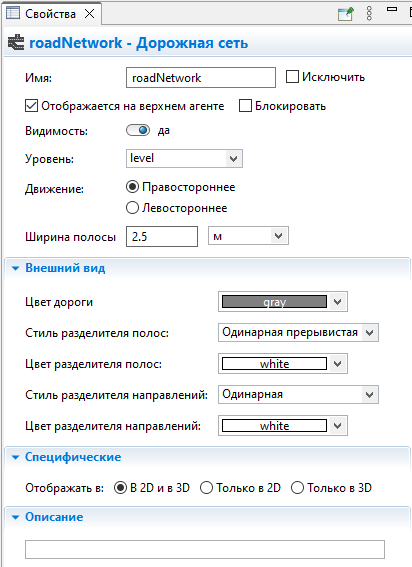 Свойства
roadNetwork - Дорожная сеть
Имя: roadNetwork Исключить
Отображается на верхнем агенте Блокировать
Видимость: да
Уровень: level
Движение: Правостороннее
Левостороннее
Ширина полосы 2.5 м
Внешний вид
Цвет дороги gray
Стиль разделителя полос: Одинарная прерывистая
Цвет разделителя полос: white
Стиль разделителя направлений: Одинарная
Цвет разделителя направлений: white
Специфические
Отображать в: В 2D и в 3D Только в 2D Только в 3D
Описание